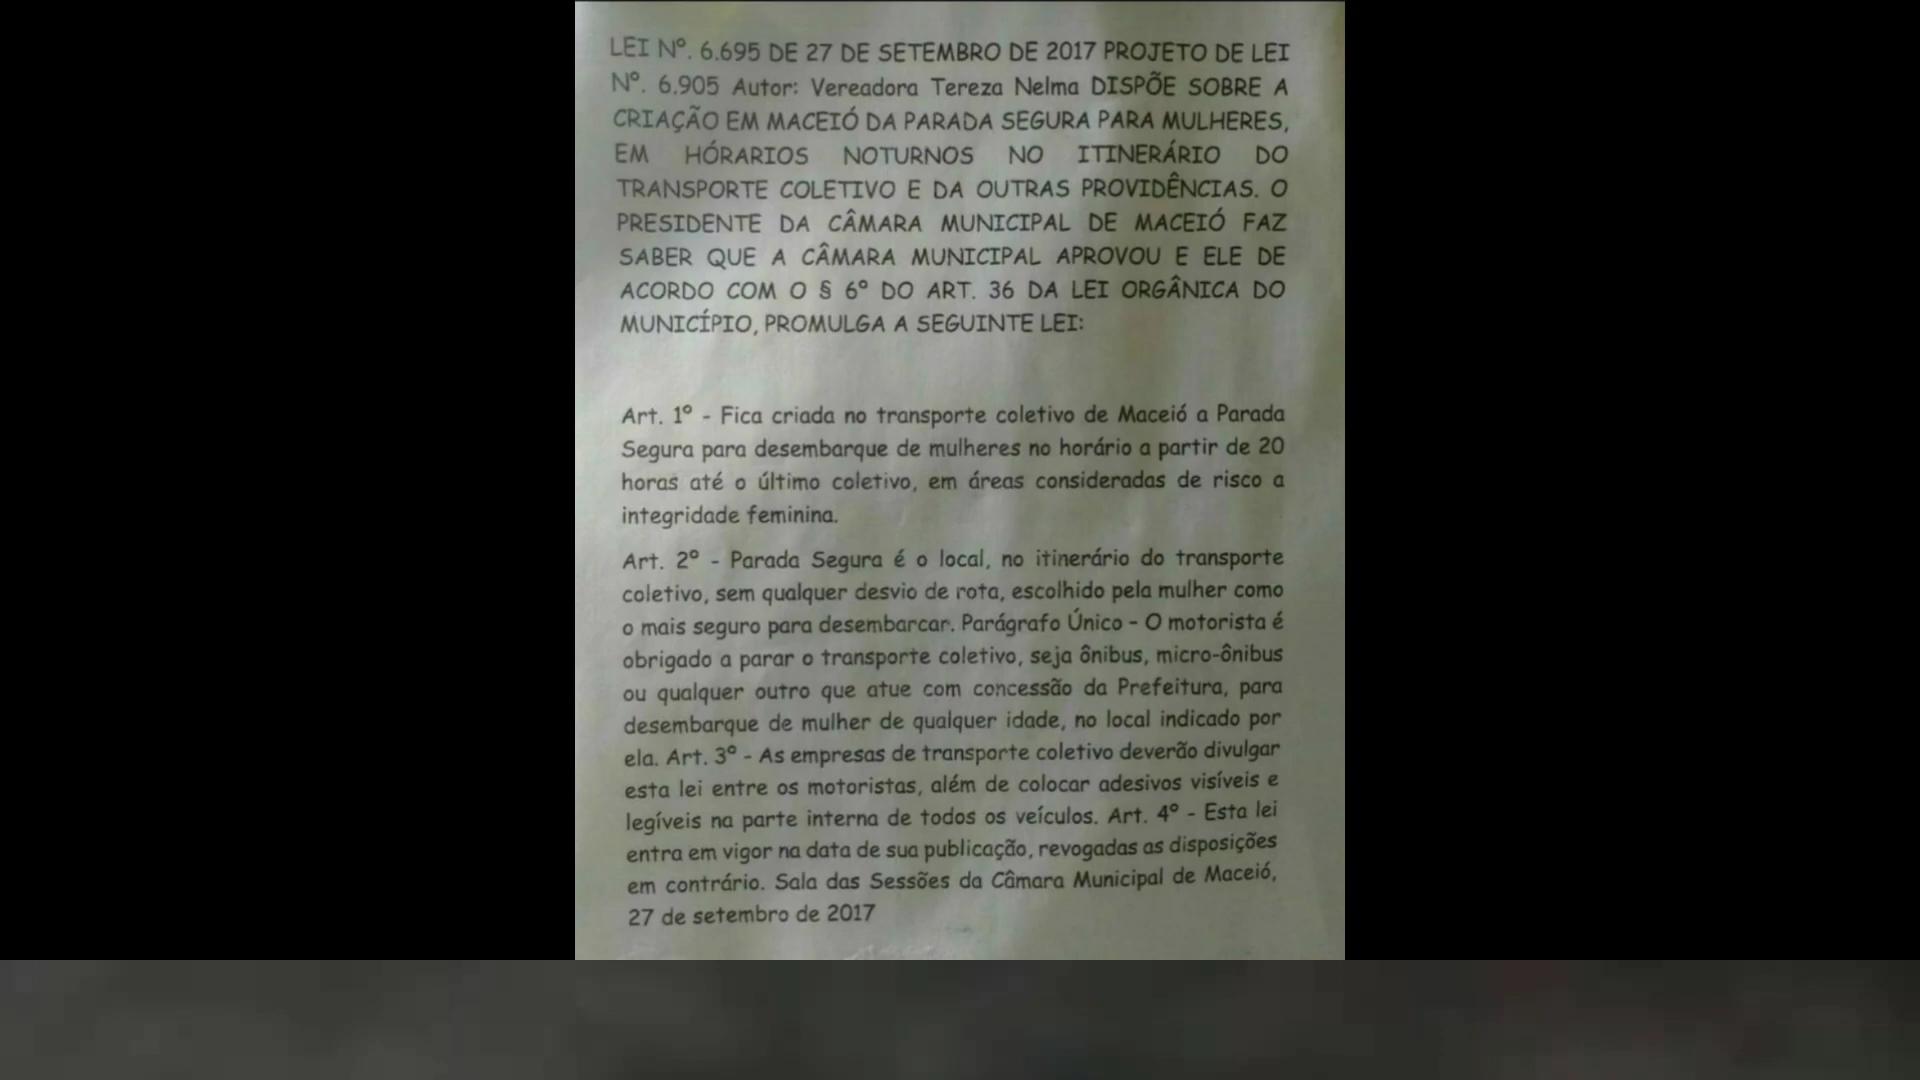 LEI Nº. 6.695 DE 27 DE SETEMBRO DE 2017 PROJETO DE LEI
Nº. 6.905 Autor: Vereadora Tereza Nelma DISPÕE SOBRE A
CRIAÇÃO EM MACEIÓ DA PARADA SEGURA PARA MULHERES,
EM HÓRARIOS NOTURNOS NO ITINERÁRIO DO
TRANSPORTE COLETIVO E DA OUTRAS PROVIDÊNCIAS. O
PRESIDENTE DA CÂMARA MUNICIPAL DE MACEIÓ FAZ
SABER QUE A CÂMARA MUNICIPAL APROVOU E ELE DE
ACORDO COM O § 6º DO ART. 36 DA LEI ORGÂNICA DO
MUNICÍPIO, PROMULGA A SEGUINTE LEI:
Art. 1º - Fica criada no transporte coletivo de Maceió a Parada
Segura para desembarque de mulheres no horário a partir de 20
horas até o último coletivo, em áreas consideradas de risco a
integridade feminina.
Art. 2º - Parada Segura é o local, no itinerário do transporte
coletivo, sem qualquer desvio de rota, escolhido pela mulher como
o mais seguro para desembarcar. Parágrafo Único - O motorista é
obrigado a parar o transporte coletivo, seja ônibus, micro-ônibus
ou qualquer outro que atue com concessão da Prefeitura, para
desembarque de mulher de qualquer idade, no local indicado por
ela. Art. 3º - As empresas de transporte coletivo deverão divulgar
esta lei entre os motoristas, além de colocar adesivos visíveis e
legíveis na parte interna de todos os veículos. Art. 4º - Esta lei
entra em vigor na data de sua publicação, revogadas as disposições
em contrário. Sala das Sessões da Câmara Municipal de Maceió,
27 de setembro de 2017